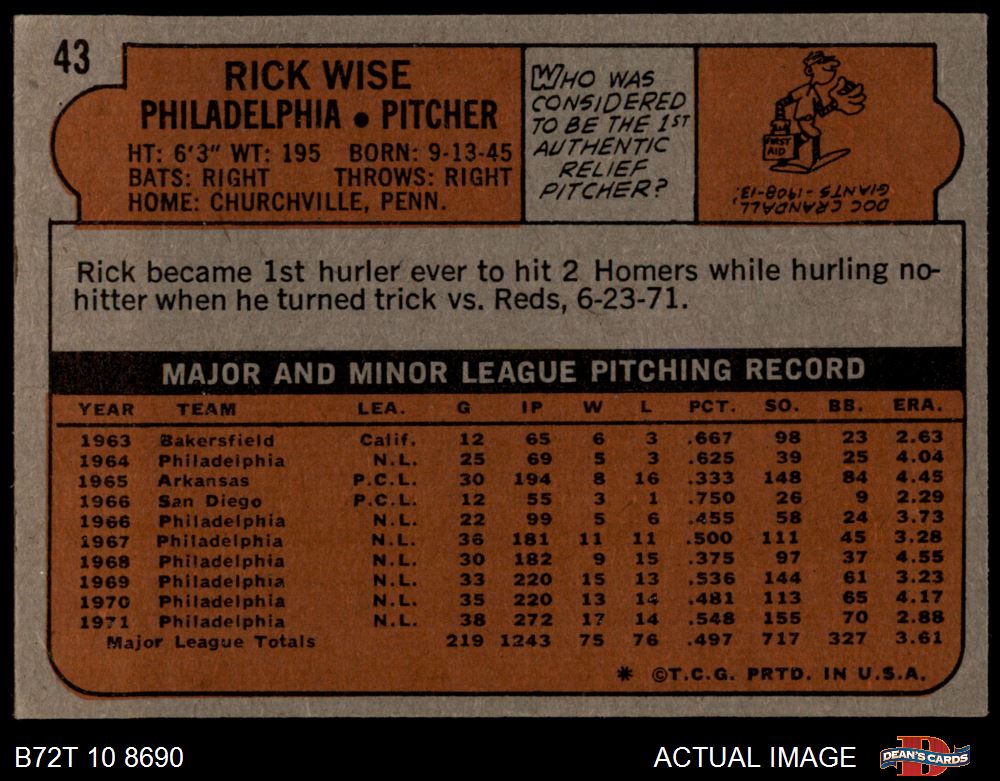 43
RICK WISE
PHILADELPHIA • PITCHER
HT: 6'3" WT: 195 BORN: 9-13-45
BATS: RIGHT THROWS: RIGHT
HOME: CHURCHVILLE, PENN.
WHO WAS
CONSIDERED
TO BE THE 1ST
AUTHENTIC
RELIEF
PITCHER?
FIRST
AID
DOC CRANDALL,
GIANTS-1908-13.
Rick became 1st hurler ever to hit 2 Homers while hurling no-
hitter when he turned trick vs. Reds, 6-23-71.
MAJOR AND MINOR LEAGUE PITCHING RECORD
YEAR TEAM LEA. G IP W L PCT. SO. BB. ERA.
1963 Bakersfield Calif. 12 65 6 3 .667 98 23 2.63
1964 Philadelphia N.L. 25 69 5 3 .625 39 25 4.04
1965 Arkansas P.C.L. 30 194 8 16 .333 148 84 4.45
1966 San Diego P.C.L. 12 55 3 1 .750 26 9 2.29
1966 Philadelphia N.L. 22 99 5 6 .455 58 24 3.73
1967 Philadelphia N.L. 36 181 11 11 .500 111 45 3.28
1968 Philadelphia N.L. 30 182 9 15 .375 97 37 4.55
1969 Philadelphia N.L. 33 220 15 13 .536 144 61 3.23
1970 Philadelphia N.L. 35 220 13 14 .481 113 65 4.17
1971 Philadelphia N.L. 38 272 17 14 .548 155 70 2.88
Major League Totals 219 1243 75 76 .497 717 327 3.61
* ©T.C.G. PRTD. IN U.S.A.
B72T 10 8690
ACTUAL IMAGE
D
DEAN'S CARDS